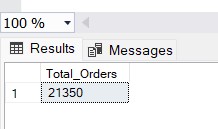 100 %
Results Messages
Total_Orders
1 21350